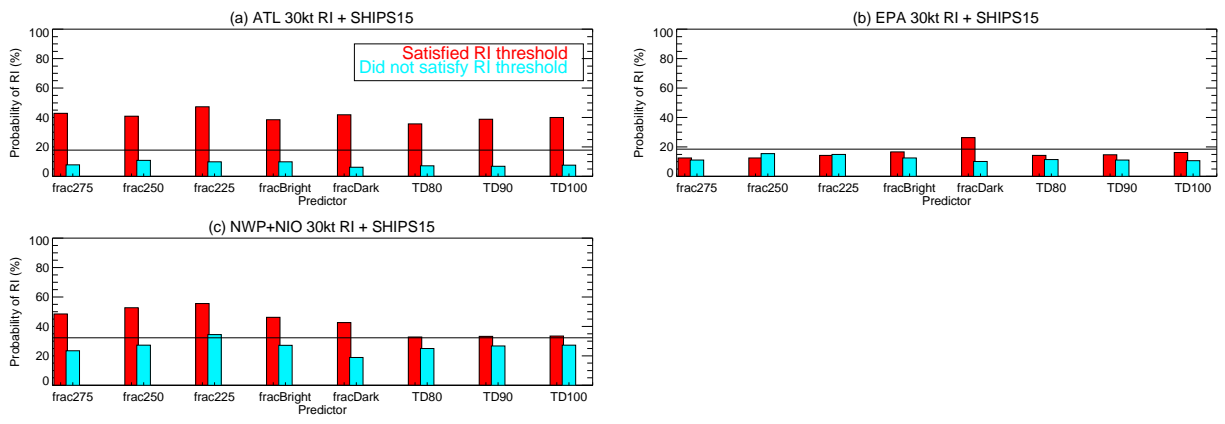 (a) ATL 30kt RI + SHIPS15
100
80
60
40
20
0
Probability of RI (%)
Satisfied RI threshold
Did not satisfy RI threshold
frac275 frac250 frac225 fracBright fracDark TD80 TD90 TD100
Predictor
(b) EPA 30kt RI + SHIPS15
100
80
60
40
20
0
Probability of RI (%)
frac275 frac250 frac225 fracBright fracDark TD80 TD90 TD100
Predictor
(c) NWP+NIO 30kt RI + SHIPS15
100
80
60
40
20
0
Probability of RI (%)
frac275 frac250 frac225 fracBright fracDark TD80 TD90 TD100
Predictor